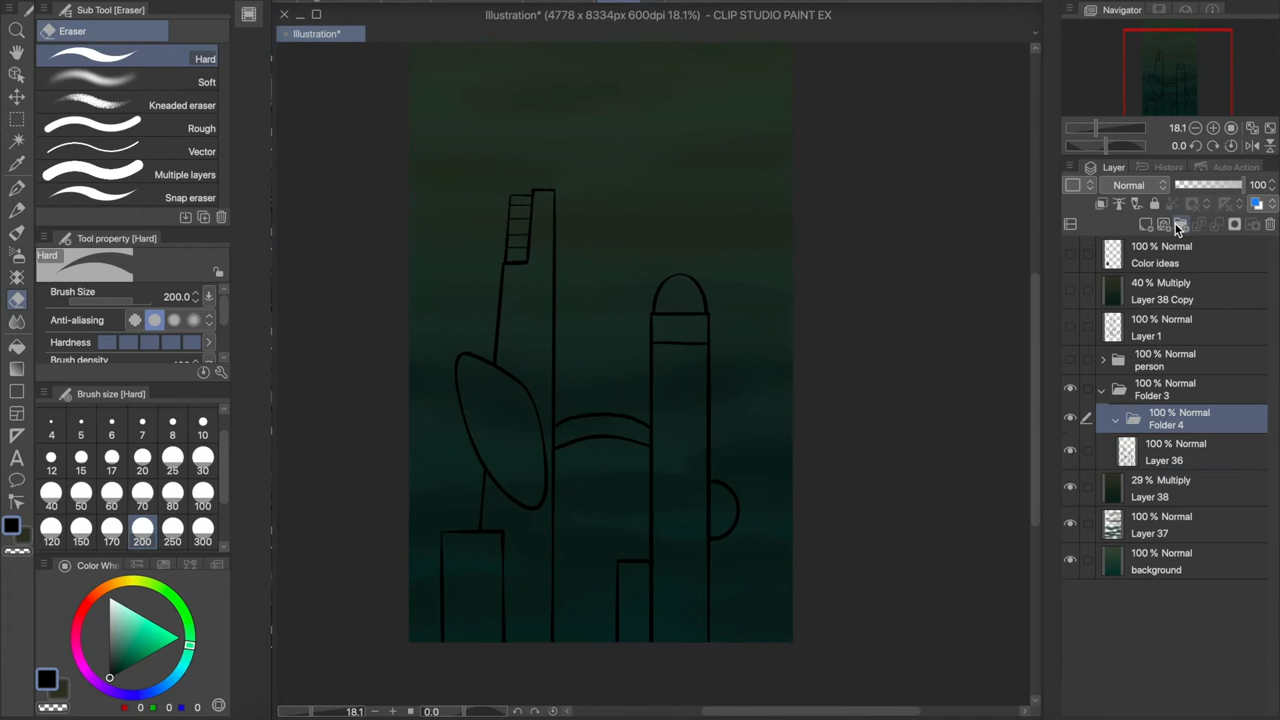 Sub Tool [Eraser]
Eraser
Hard
Soft
Kneaded eraser
Rough
Vector
Multiple layers
Snap eraser
Tool property [Hard]
Hard
Brush Size
200.0
Anti-aliasing
Hardness
Brush density
Brush size [Hard]
4 5 6 7 8 10
12 15 17 20 25 30
40 50 60 70 80 100
120 150 170 200 250 300
Color Whe
0 0 0
Illustration* (4778 x 8334px 600dpi 18.1%) - CLIP STUDIO PAINT EX
Illustration*
18.1 0.0
Navigator
18.1
0.0
Layer History Auto Action
Normal 100
100 % Normal
Color ideas
40 % Multiply
Layer 38 Copy
100 % Normal
Layer 1
100 % Normal
person
100 % Normal
Folder 3
100 % Normal
Folder 4
100 % Normal
Layer 36
29 % Multiply
Layer 38
100 % Normal
Layer 37
100 % Normal
background